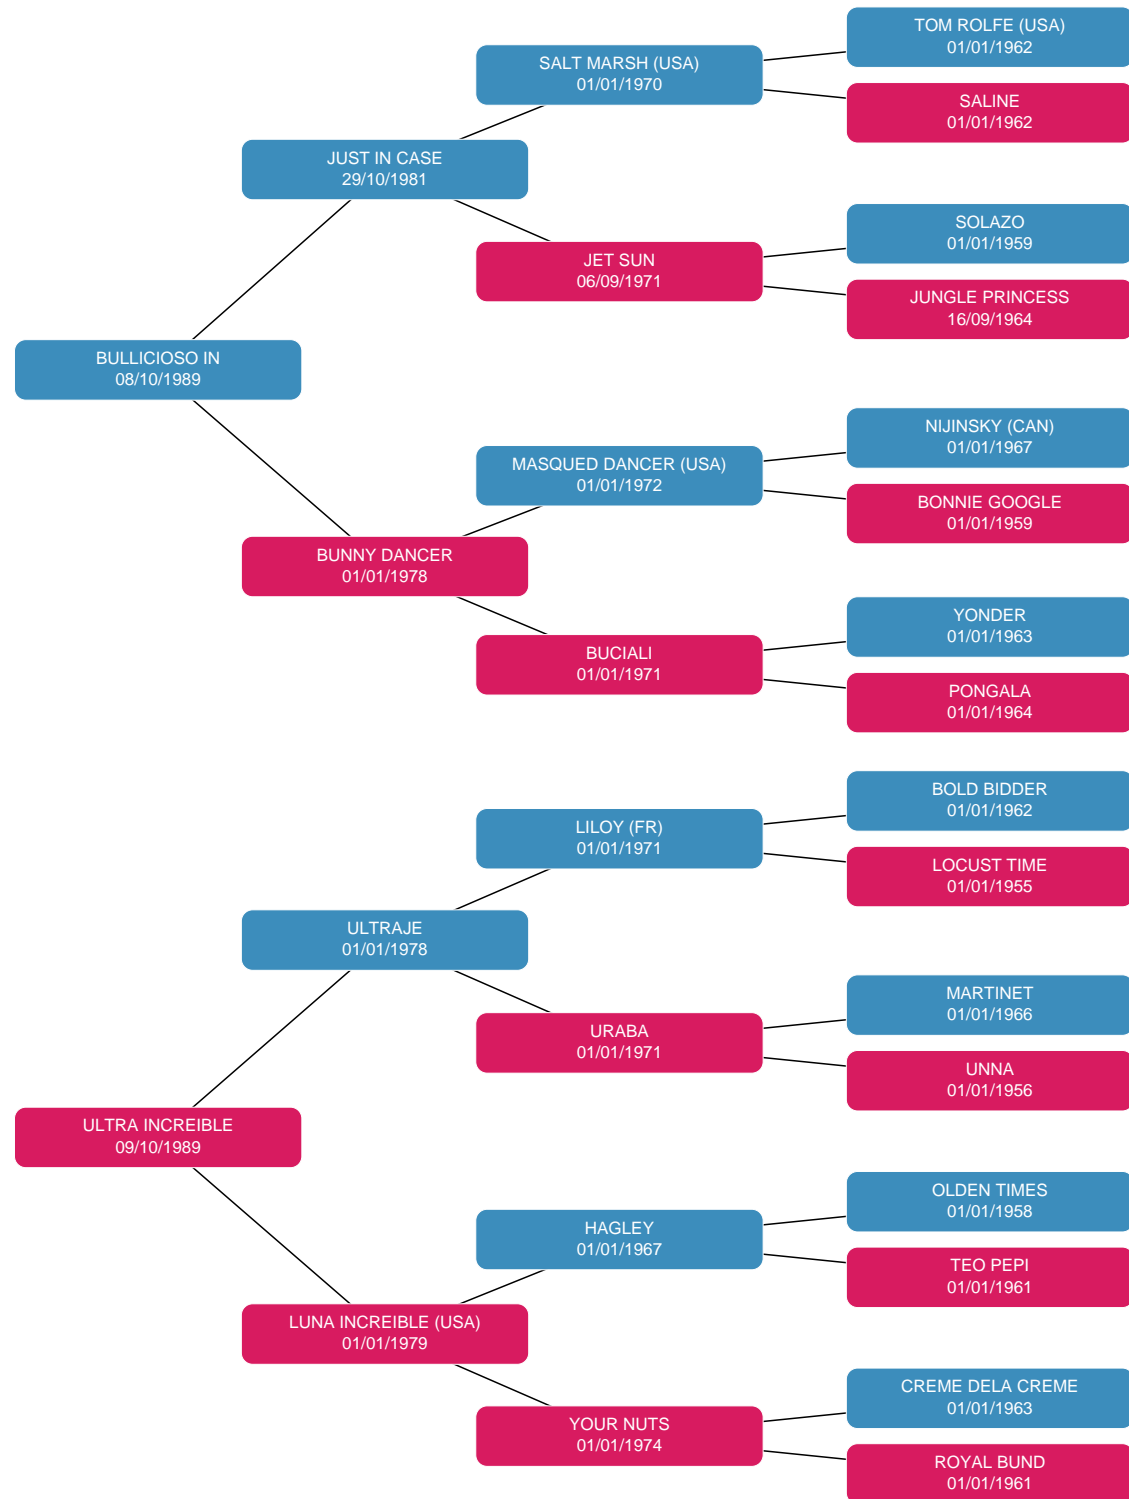 TOM ROLFE (USA)
01/01/1962
SALT MARSH (USA)
01/01/1970
SALINE
01/01/1962
JUST IN CASE
29/10/1981
SOLAZO
01/01/1959
JET SUN
06/09/1971
JUNGLE PRINCESS
16/09/1964
BULLICIOSO IN
08/10/1989
NIJINSKY (CAN)
01/01/1967
MASQUED DANCER (USA)
01/01/1972
BONNIE GOOGLE
01/01/1959
BUNNY DANCER
01/01/1978
YONDER
01/01/1963
BUCIALI
01/01/1971
PONGALA
01/01/1964
BOLD BIDDER
01/01/1962
LILOY (FR)
01/01/1971
LOCUST TIME
01/01/1955
ULTRAJE
01/01/1978
MARTINET
01/01/1966
URABA
01/01/1971
UNNA
01/01/1956
ULTRA INCREIBLE
09/10/1989
OLDEN TIMES
01/01/1958
HAGLEY
01/01/1967
TEO PEPI
01/01/1961
LUNA INCREIBLE (USA)
01/01/1979
CREME DELA CREME
01/01/1963
YOUR NUTS
01/01/1974
ROYAL BUND
01/01/1961